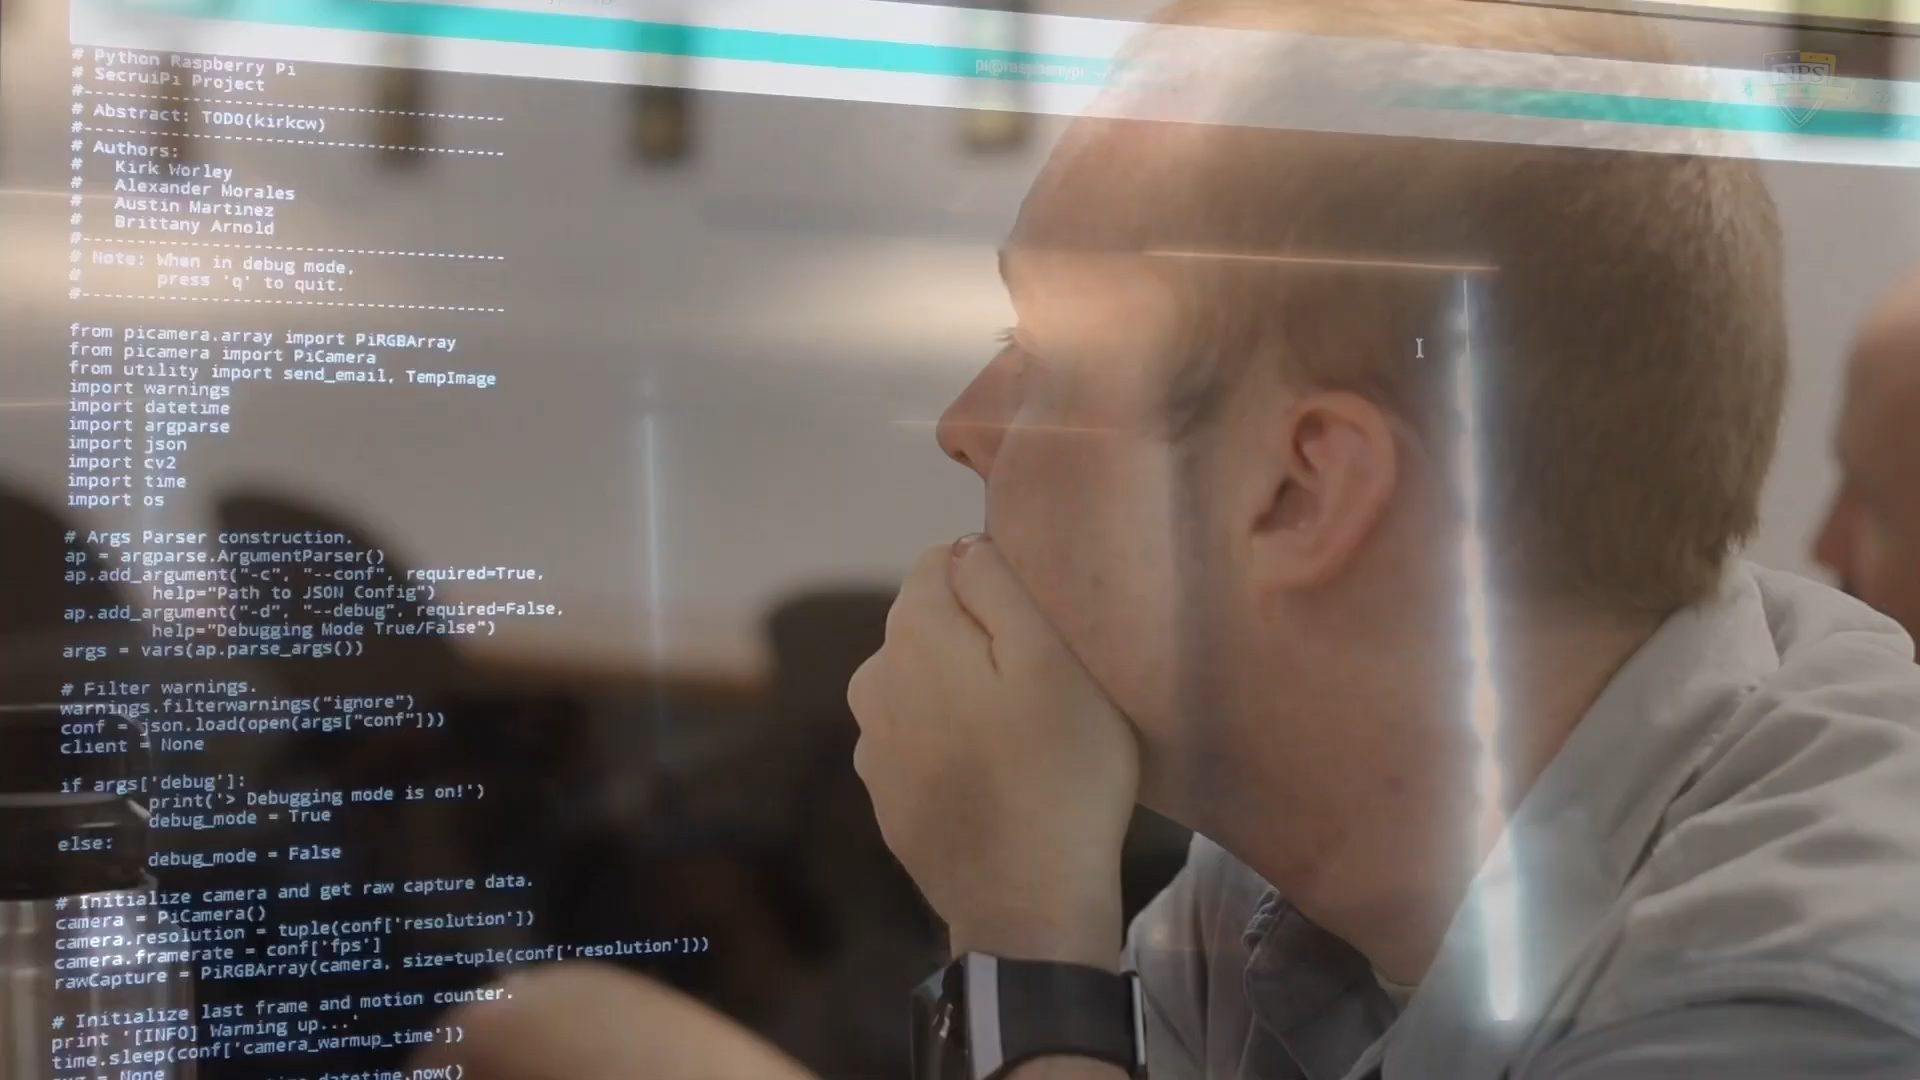 pi@raspberrypi: ~
NPS
# Python Raspberry Pi
# SecruiPi Project
#----------------------------------------
# Abstract: TODO(kirkcw)
#----------------------------------------
# Authors:
#   Kirk Worley
#   Alexander Morales
#   Austin Martinez
#   Brittany Arnold
#----------------------------------------
# Note: When in debug mode,
#       press 'q' to quit.
#----------------------------------------
from picamera.array import PiRGBArray
from picamera import PiCamera
from utility import send_email, TempImage
import warnings
import datetime
import argparse
import json
import cv2
import time
import os
# Args Parser construction.
ap = argparse.ArgumentParser()
ap.add_argument("-c", "--conf", required=True,
        help="Path to JSON Config")
ap.add_argument("-d", "--debug", required=False,
        help="Debugging Mode True/False")
args = vars(ap.parse_args())
# Filter warnings.
warnings.filterwarnings("ignore")
conf = json.load(open(args["conf"]))
client = None
if args['debug']:
        print('> Debugging mode is on!')
        debug_mode = True
else:
        debug_mode = False
# Initialize camera and get raw capture data.
camera = PiCamera()
camera.resolution = tuple(conf['resolution'])
camera.framerate = conf['fps']
rawCapture = PiRGBArray(camera, size=tuple(conf['resolution']))
# Initialize last frame and motion counter.
print '[INFO] Warming up...'
time.sleep(conf['camera_warmup_time'])
= None
datetime.now()